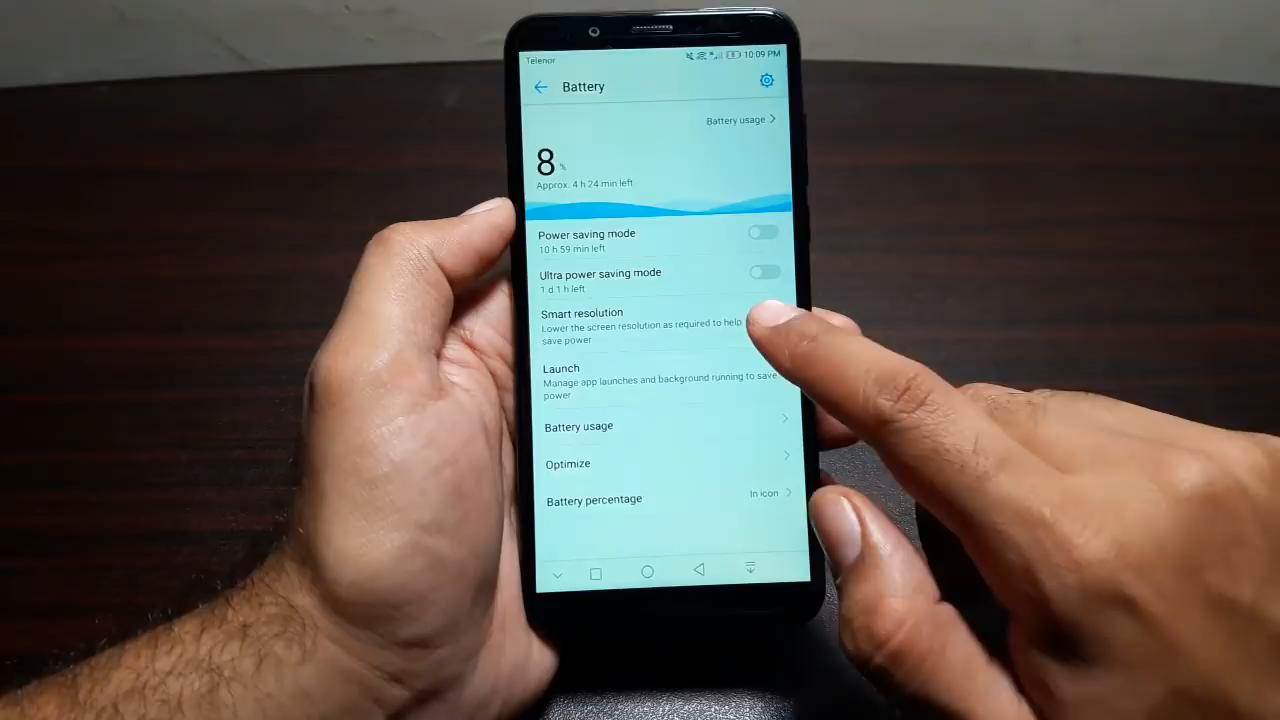 Telenor
10:09 PM
Battery
Battery usage
8 %
Approx. 4 h 24 min left
Power saving mode
10 h 59 min left
Ultra power saving mode
1 d 1 h left
Smart resolution
Lower the screen resolution as required to help
save power
Launch
Manage app launches and background running to save
power
Battery usage
Optimize
Battery percentage
In icon